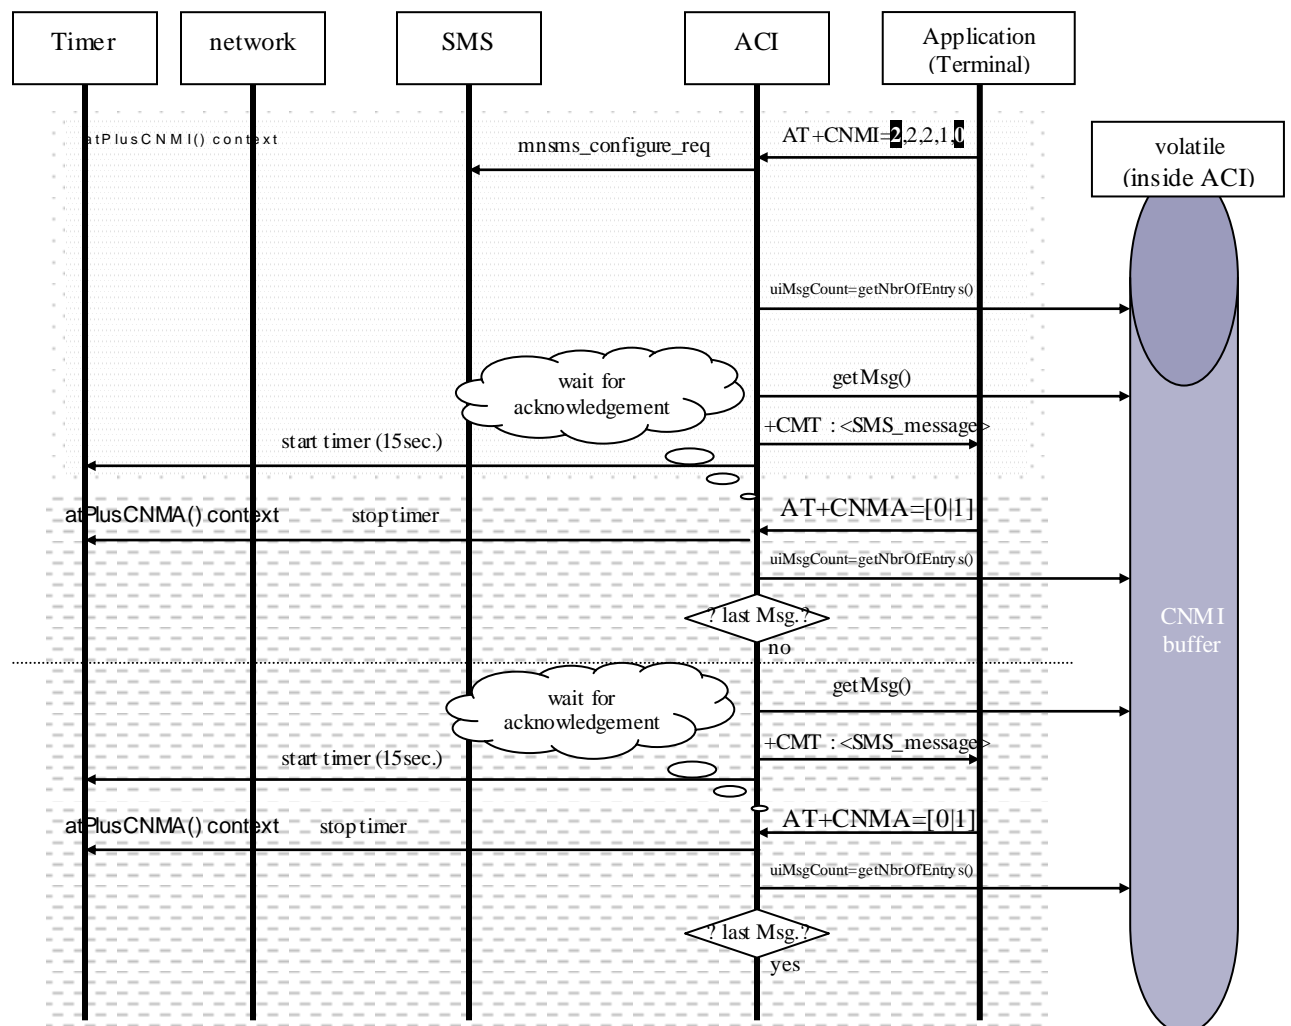 Timer
network
SMS
ACI
Application
(Terminal)
volatile
(inside ACI)
atPlusCNMI() context
AT+CNMI=2,2,2,1,0
mnsms_configure_req
uiMsgCount=getNbrOfEntrys()
wait for
acknowledgement
getMsg()
+CMT : <SMS_message>
start timer (15sec.)
atPlusCNMA() context
stop timer
AT+CNMA=[0|1]
uiMsgCount=getNbrOfEntrys()
? last Msg.?
no
CNMI
buffer
wait for
acknowledgement
getMsg()
+CMT : <SMS_message>
start timer (15sec.)
atPlusCNMA() context
stop timer
AT+CNMA=[0|1]
uiMsgCount=getNbrOfEntrys()
? last Msg.?
yes